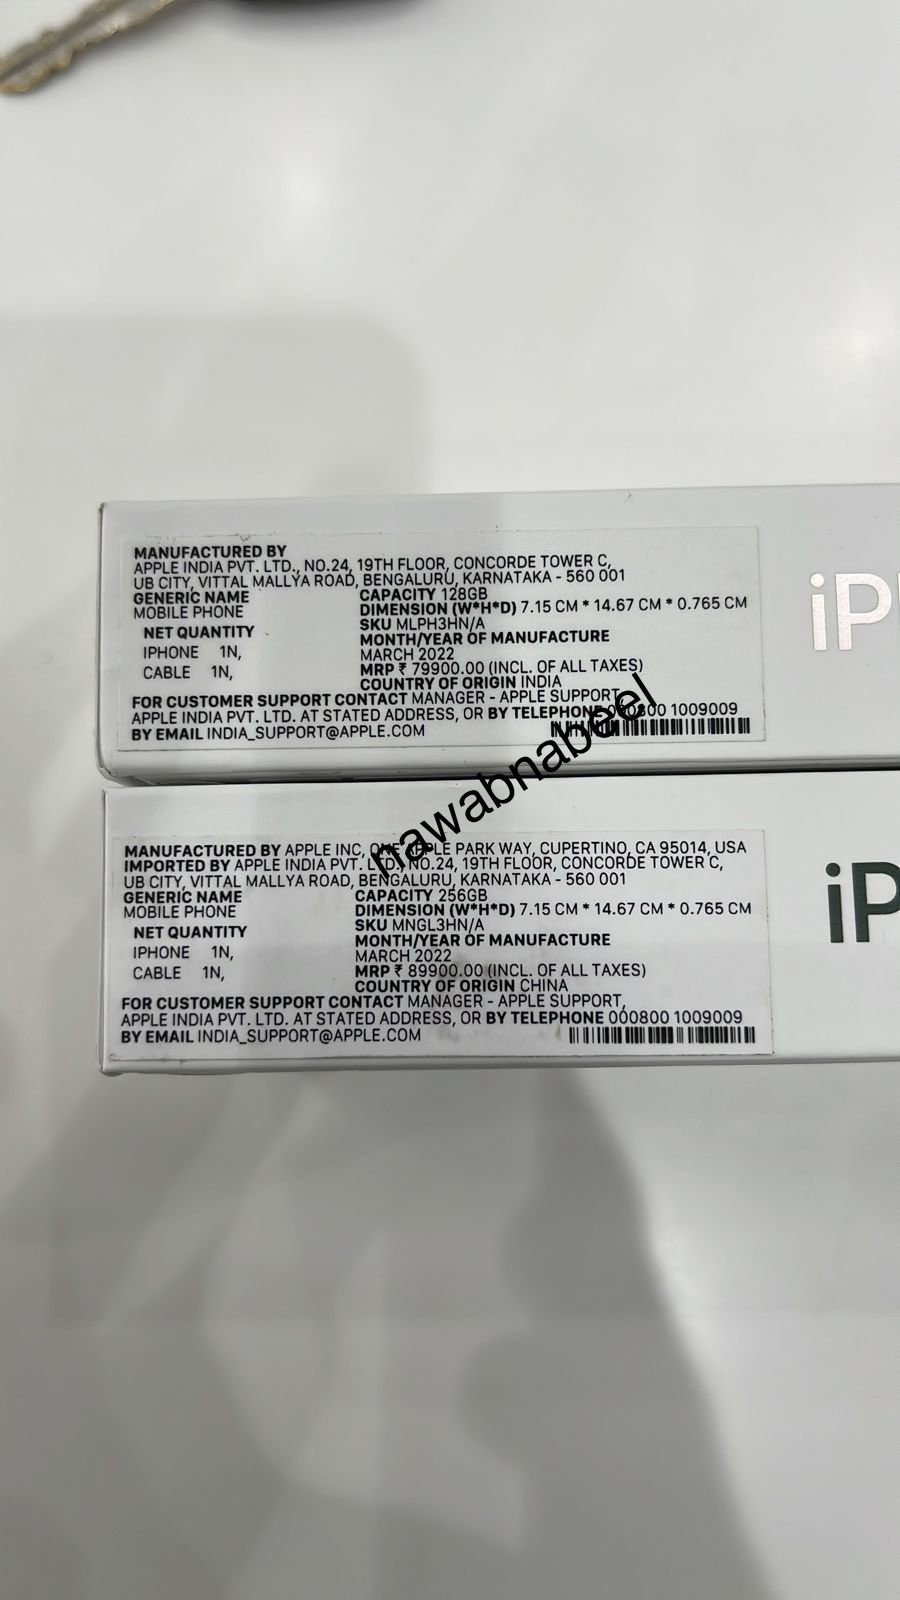 MANUFACTURED BY
APPLE INDIA PVT. LTD., NO.24, 19TH FLOOR, CONCORDE TOWER C,
UB CITY, VITTAL MALLYA ROAD, BENGALURU, KARNATAKA - 560 001
GENERIC NAME
MOBILE PHONE
NET QUANTITY
IPHONE 1N,
CABLE 1N,
CAPACITY 128GB
DIMENSION (W*H*D) 7.15 CM * 14.67 CM * 0.765 CM
SKU MLPH3HN/A
MONTH/YEAR OF MANUFACTURE
MARCH 2022
MRP ₹ 79900.00 (INCL. OF ALL TAXES)
COUNTRY OF ORIGIN INDIA
FOR CUSTOMER SUPPORT CONTACT MANAGER - APPLE SUPPORT,
APPLE INDIA PVT. LTD. AT STATED ADDRESS, OR BY TELEPHONE 000800 1009009
BY EMAIL INDIA_SUPPORT@APPLE.COM
iP
nawabnabeel
MANUFACTURED BY APPLE INC, ONE APPLE PARK WAY, CUPERTINO, CA 95014, USA
IMPORTED BY APPLE INDIA PVT. LTD., NO.24, 19TH FLOOR, CONCORDE TOWER C,
UB CITY, VITTAL MALLYA ROAD, BENGALURU, KARNATAKA - 560 001
GENERIC NAME
MOBILE PHONE
NET QUANTITY
IPHONE 1N,
CABLE 1N,
CAPACITY 256GB
DIMENSION (W*H*D) 7.15 CM * 14.67 CM * 0.765 CM
SKU MNGL3HN/A
MONTH/YEAR OF MANUFACTURE
MARCH 2022
MRP ₹ 89900.00 (INCL. OF ALL TAXES)
COUNTRY OF ORIGIN CHINA
FOR CUSTOMER SUPPORT CONTACT MANAGER - APPLE SUPPORT,
APPLE INDIA PVT. LTD. AT STATED ADDRESS, OR BY TELEPHONE 000800 1009009
BY EMAIL INDIA_SUPPORT@APPLE.COM
iP